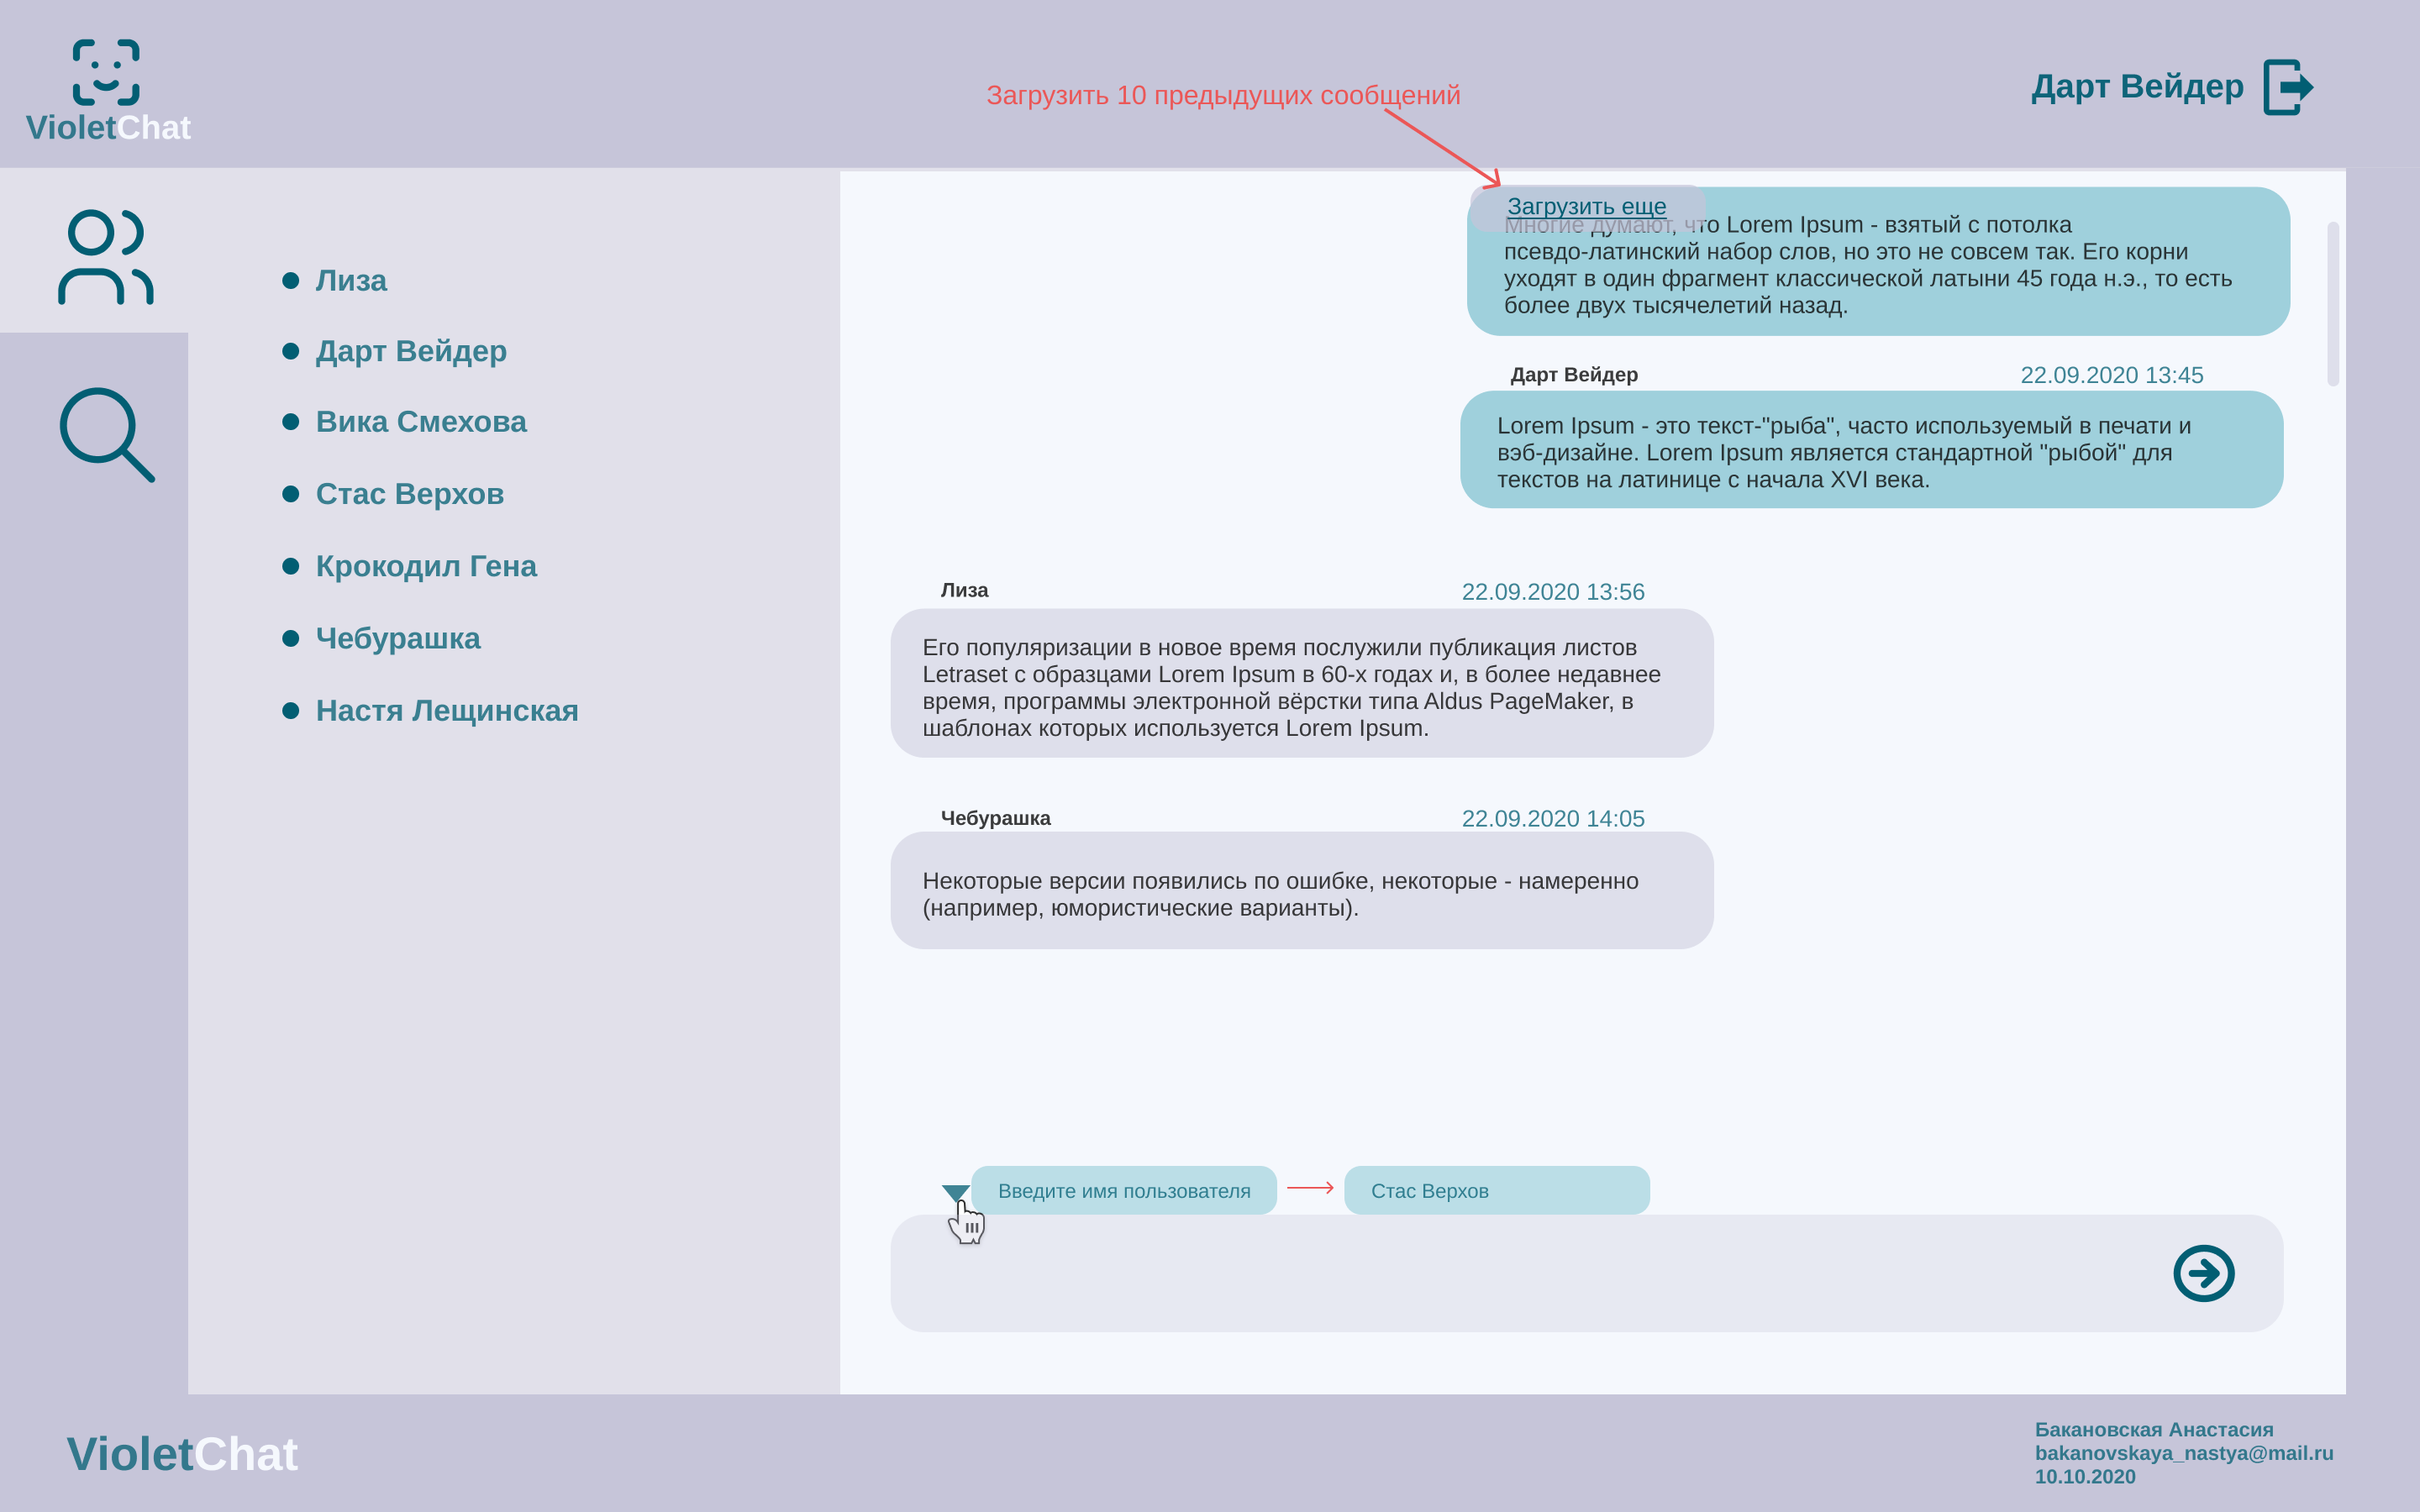 VioletChat
Загрузить 10 предыдущих сообщений
Дарт Вейдер
Лиза
Дарт Вейдер
Вика Смехова
Стас Верхов
Крокодил Гена
Чебурашка
Настя Лещинская
Загрузить еще
Многие думают, что Lorem Ipsum - взятый с потолка
псевдо-латинский набор слов, но это не совсем так. Его корни
уходят в один фрагмент классической латыни 45 года н.э., то есть
более двух тысячелетий назад.
Дарт Вейдер 22.09.2020 13:45
Lorem Ipsum - это текст-"рыба", часто используемый в печати и
вэб-дизайне. Lorem Ipsum является стандартной "рыбой" для
текстов на латинице с начала XVI века.
Лиза 22.09.2020 13:56
Его популяризации в новое время послужили публикация листов
Letraset с образцами Lorem Ipsum в 60-х годах и, в более недавнее
время, программы электронной вёрстки типа Aldus PageMaker, в
шаблонах которых используется Lorem Ipsum.
Чебурашка 22.09.2020 14:05
Некоторые версии появились по ошибке, некоторые - намеренно
(например, юмористические варианты).
Введите имя пользователя
Стас Верхов
VioletChat
Бакановская Анастасия
bakanovskaya_nastya@mail.ru
10.10.2020